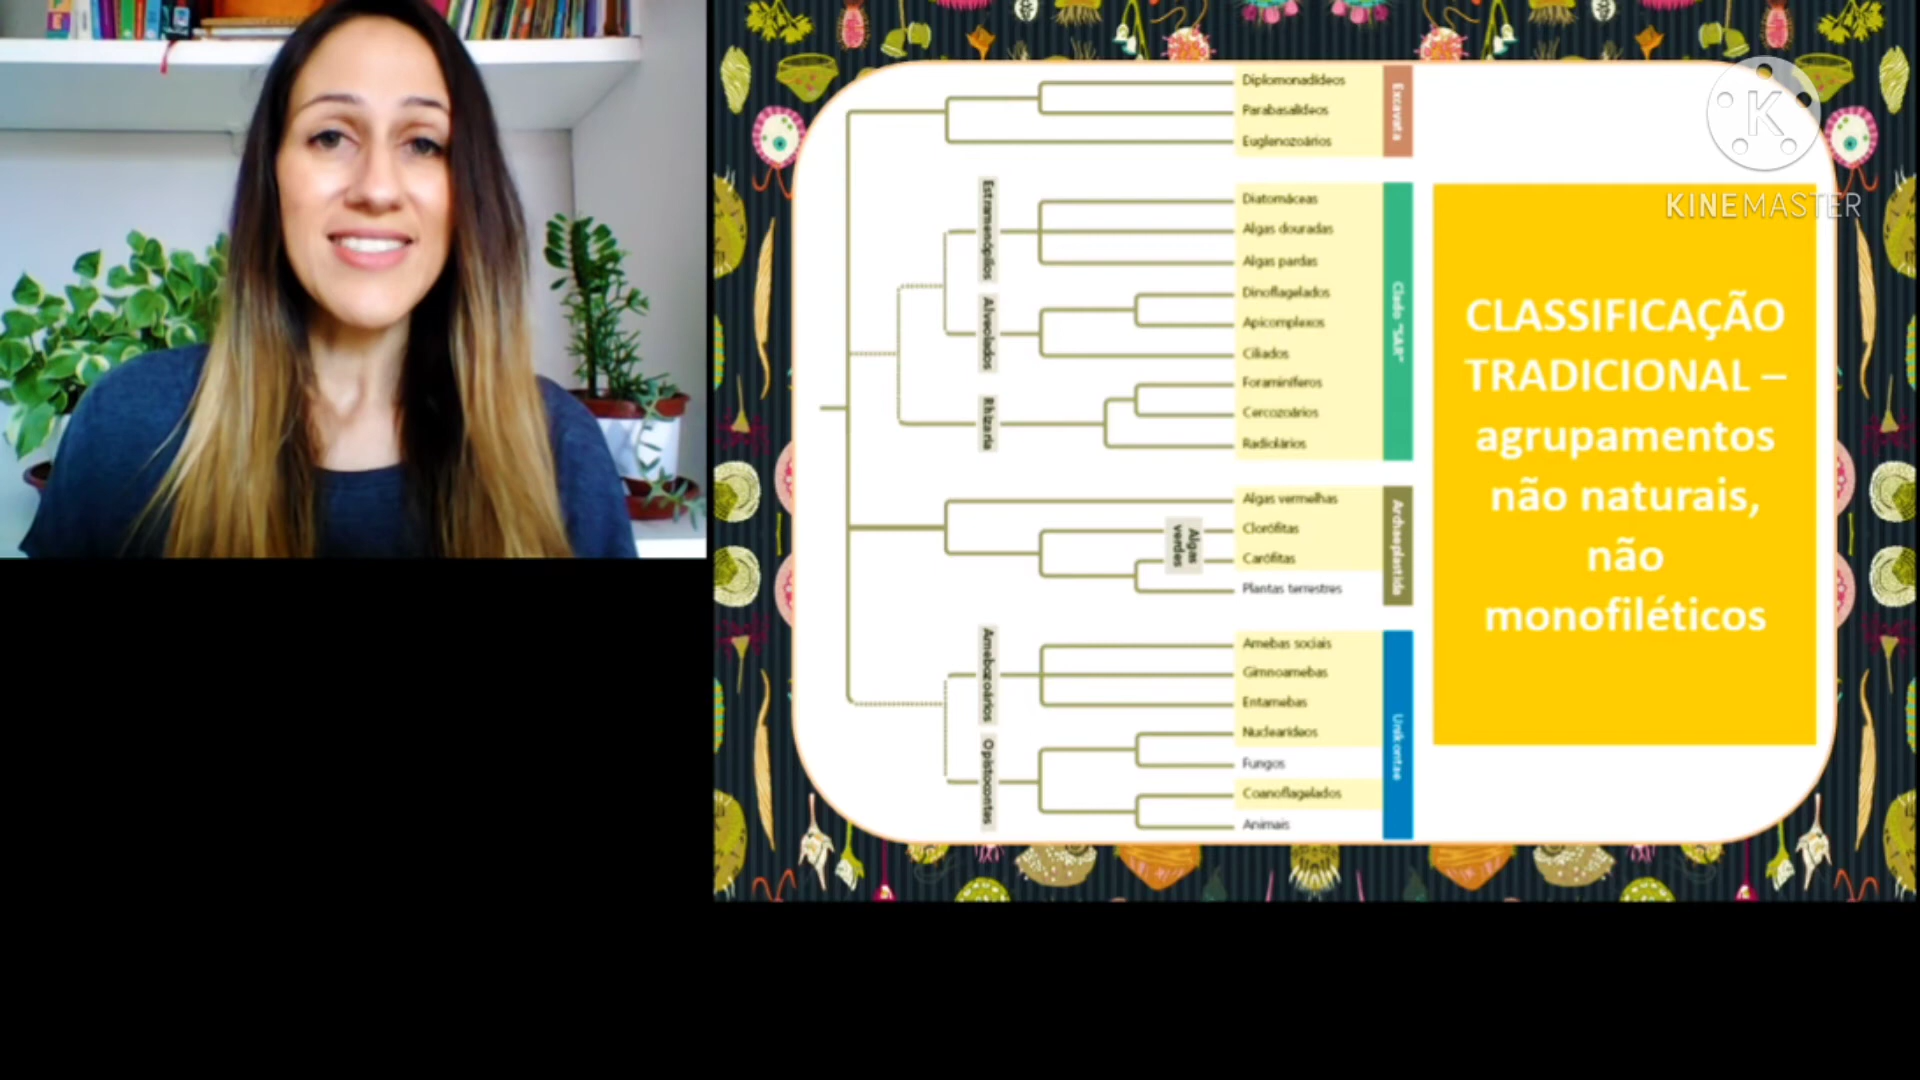 Diplomonadídeos
Parabasalídeos
Euglenozoários
Excavata
Estramenópilos
Alveolados
Rhizaria
Diatomáceas
Algas douradas
Algas pardas
Dinoflagelados
Apicomplexos
Ciliados
Foraminíferos
Cercozoários
Radiolários
Clado "SAR"
Algas vermelhas
Clorófitas
Carófitas
Plantas terrestres
Algas
verdes
Archaeplastida
Amebozoários
Opistocontes
Amebas sociais
Gimnoamebas
Entamebas
Nuclearídeos
Fungos
Coanoflagelados
Animais
Unikontae
K
KINEMASTER
CLASSIFICAÇÃO
TRADICIONAL –
agrupamentos
não naturais,
não
monofiléticos